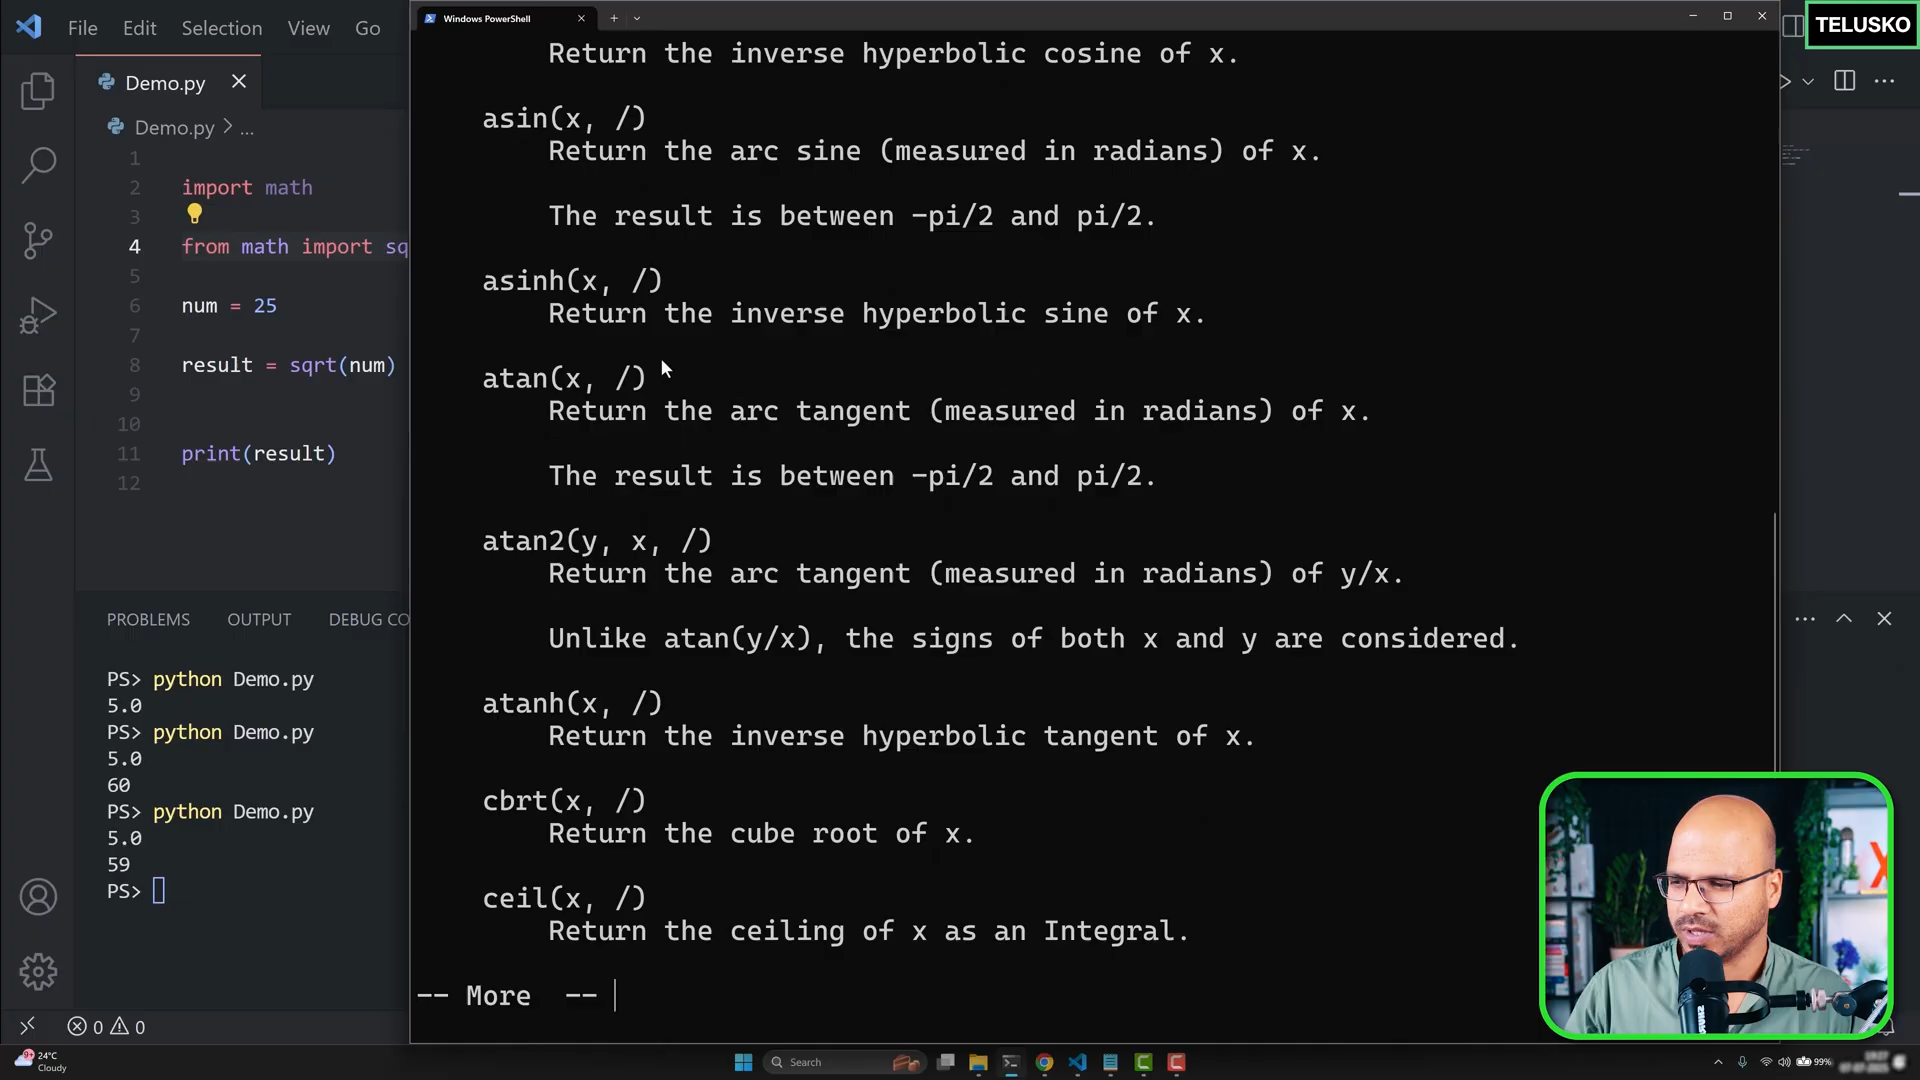 File Edit Selection View Go
Windows PowerShell
TELUSKO
Demo.py
Demo.py > ...
1
2 import math
3
4 from math import sq
5
6 num = 25
7
8 result = sqrt(num)
9
10
11 print(result)
12
PROBLEMS OUTPUT DEBUG CO
PS> python Demo.py
5.0
PS> python Demo.py
5.0
60
PS> python Demo.py
5.0
59
PS>
0 0
Return the inverse hyperbolic cosine of x.
asin(x, /)
Return the arc sine (measured in radians) of x.
The result is between -pi/2 and pi/2.
asinh(x, /)
Return the inverse hyperbolic sine of x.
atan(x, /)
Return the arc tangent (measured in radians) of x.
The result is between -pi/2 and pi/2.
atan2(y, x, /)
Return the arc tangent (measured in radians) of y/x.
Unlike atan(y/x), the signs of both x and y are considered.
atanh(x, /)
Return the inverse hyperbolic tangent of x.
cbrt(x, /)
Return the cube root of x.
ceil(x, /)
Return the ceiling of x as an Integral.
-- More --
24°C
Cloudy
Search
99%